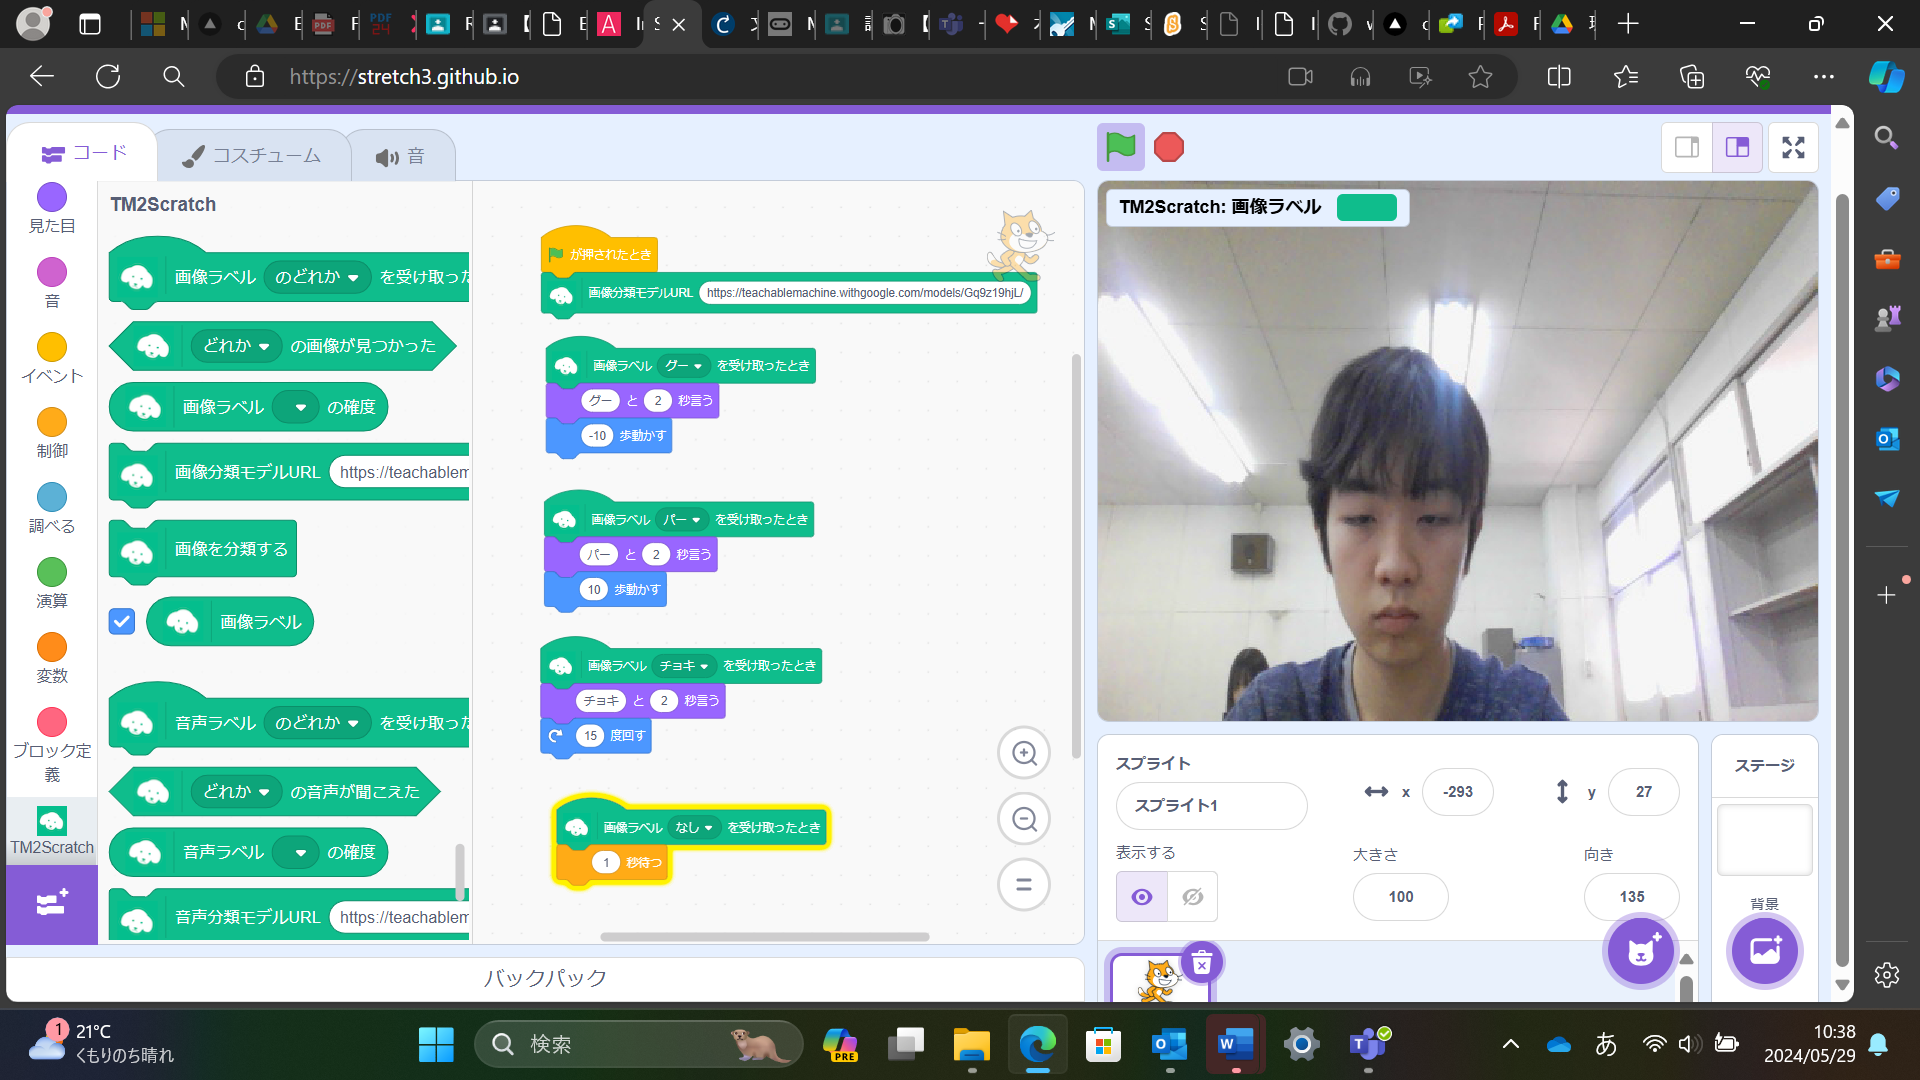 https://stretch3.github.io
コード
コスチューム
音
見た目
音
イベント
制御
調べる
演算
変数
ブロック定
義
TM2Scratch
TM2Scratch
画像ラベル のどれか を受け取った
どれか の画像が見つかった
画像ラベル の確度
画像分類モデルURL https://teachablem
画像を分類する
画像ラベル
音声ラベル のどれか を受け取った
どれか の音声が聞こえた
音声ラベル の確度
音声分類モデルURL https://teachablem
が押されたとき
画像分類モデルURL https://teachablemachine.withgoogle.com/models/Gq9z19hjL/
画像ラベル グー を受け取ったとき
グー と 2 秒言う
-10 歩動かす
画像ラベル パー を受け取ったとき
パー と 2 秒言う
10 歩動かす
画像ラベル チョキ を受け取ったとき
チョキ と 2 秒言う
15 度回す
画像ラベル なし を受け取ったとき
1 秒待つ
バックパック
TM2Scratch: 画像ラベル
スプライト
スプライト1
x -293
y 27
表示する
大きさ
100
向き
135
ステージ
背景
1
21°C
くもりのち晴れ
検索
PRE
あ
10:38
2024/05/29